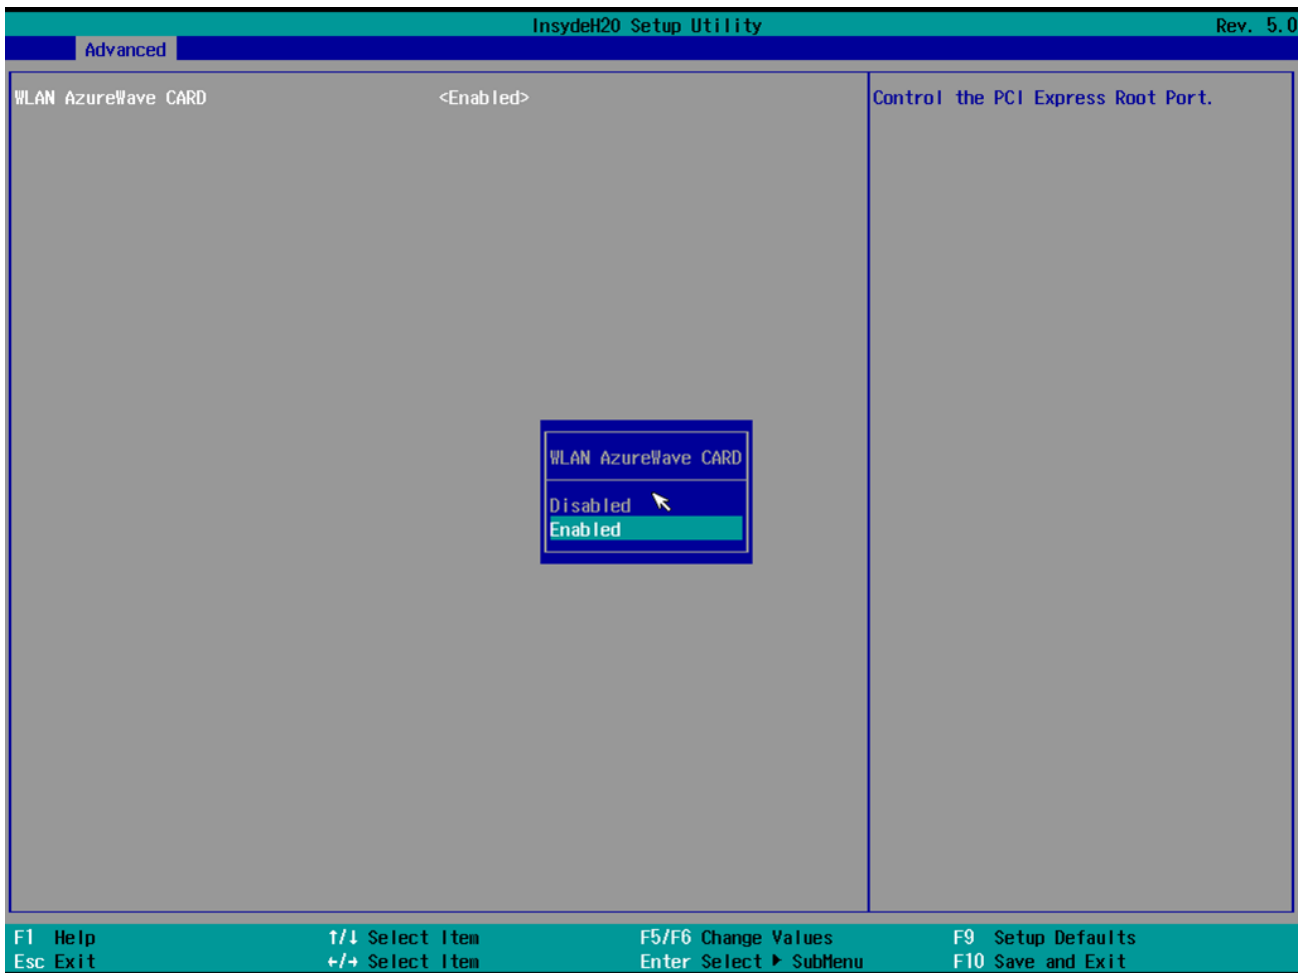 InsydeH2O Setup Utility Rev. 5.0
Advanced
WLAN AzureWave CARD <Enabled> Control the PCI Express Root Port.
WLAN AzureWave CARD
Disabled
Enabled
F1 Help ↑/↓ Select Item F5/F6 Change Values F9 Setup Defaults
Esc Exit ←/→ Select Item Enter Select ▶ SubMenu F10 Save and Exit